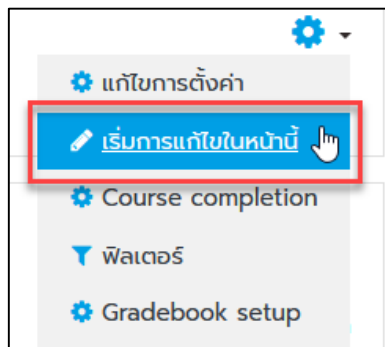 แก้ไขการตั้งค่า
เริ่มการแก้ไขในหน้านี้
Course completion
ฟิลเตอร์
Gradebook setup